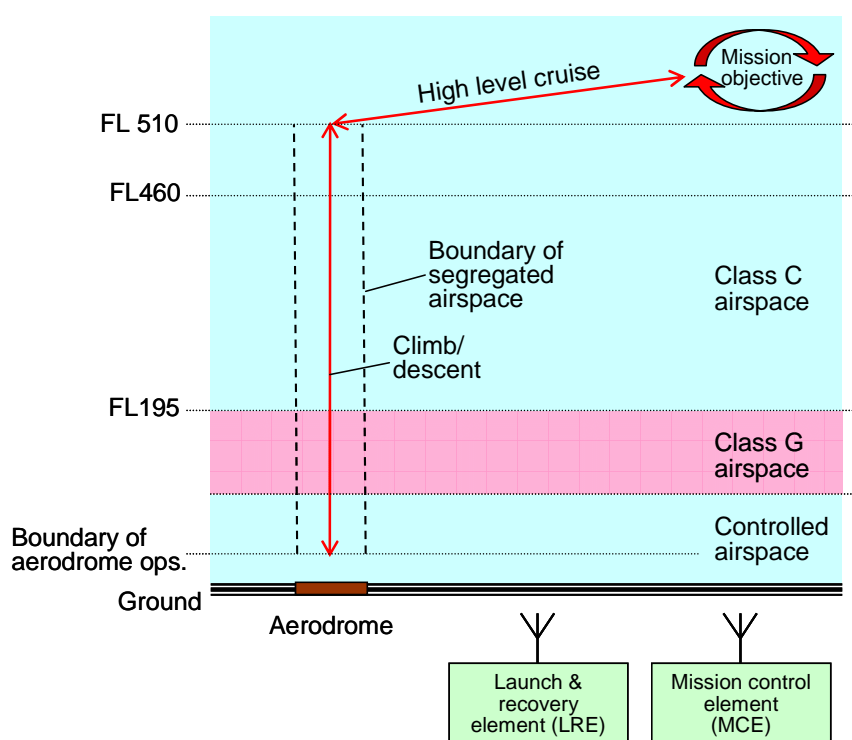 Mission
objective
High level cruise
FL 510
FL460
Boundary of
segregated
airspace
Class C
airspace
Climb/
descent
FL195
Class G
airspace
Controlled
airspace
Boundary of
aerodrome ops.
Ground
Aerodrome
Launch &
recovery
element (LRE)
Mission control
element
(MCE)